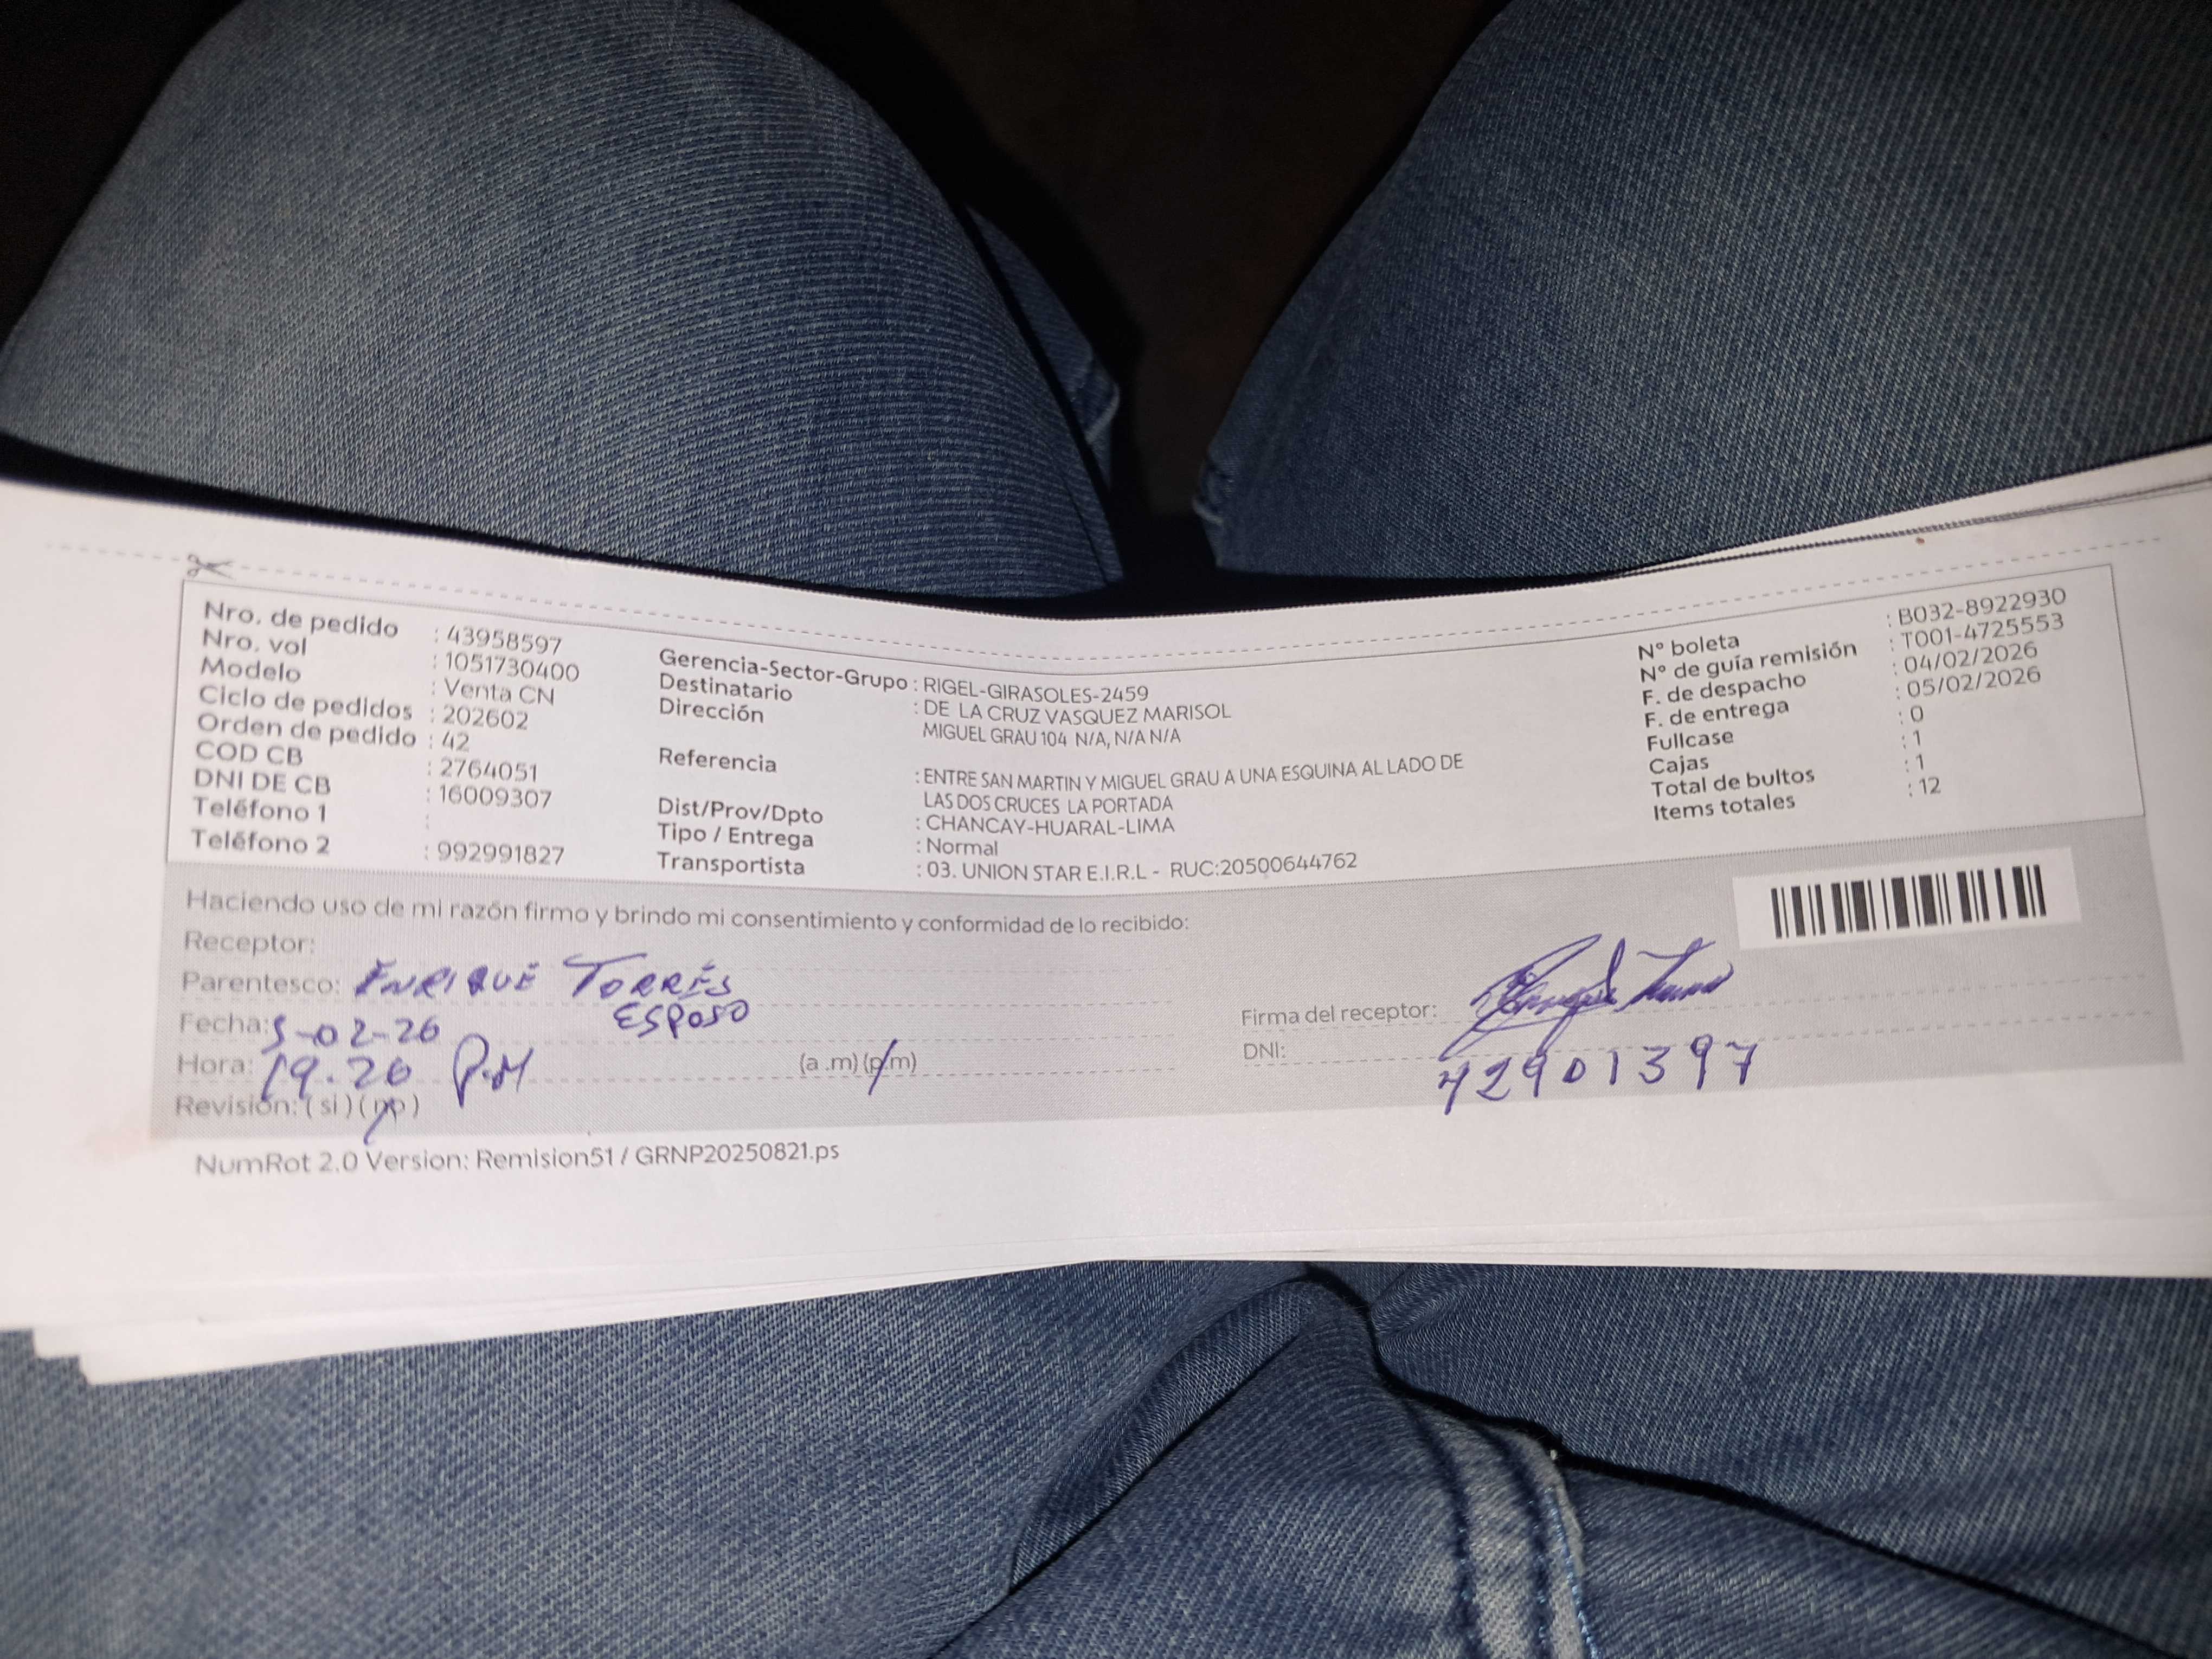 Nro. de pedido : 43958597
Nro. vol : 1051730400
Modelo : Venta CN
Ciclo de pedidos : 202602
Orden de pedido : 42
COD CB : 2764051
DNI DE CB : 16009307
Teléfono 1 :
Teléfono 2 : 992991827
Gerencia-Sector-Grupo : RIGEL-GIRASOLES-2459
Destinatario : DE LA CRUZ VASQUEZ MARISOL
Dirección MIGUEL GRAU 104 N/A, N/A N/A
Referencia : ENTRE SAN MARTIN Y MIGUEL GRAU A UNA ESQUINA AL LADO DE
LAS DOS CRUCES LA PORTADA
Dist/Prov/Dpto : CHANCAY-HUARAL-LIMA
Tipo / Entrega : Normal
Transportista : 03. UNION STAR E.I.R.L - RUC:20500644762
N° boleta : B032-8922930
N° de guía remisión : T001-4725553
F. de despacho : 04/02/2026
F. de entrega : 05/02/2026
Fullcase : 0
Cajas : 1
Total de bultos : 1
Items totales : 12
Haciendo uso de mi razón firmo y brindo mi consentimiento y conformidad de lo recibido:
Receptor:
Parentesco: ENRIQUE TORRES
ESPOSO
Fecha: 5-02-26
Hora: 19.20 P.M (a.m) (p.m)
Revisión: ( si ) ( no )
Firma del receptor:
DNI: 42901397
NumRot 2.0 Version: Remision51 / GRNP20250821.ps